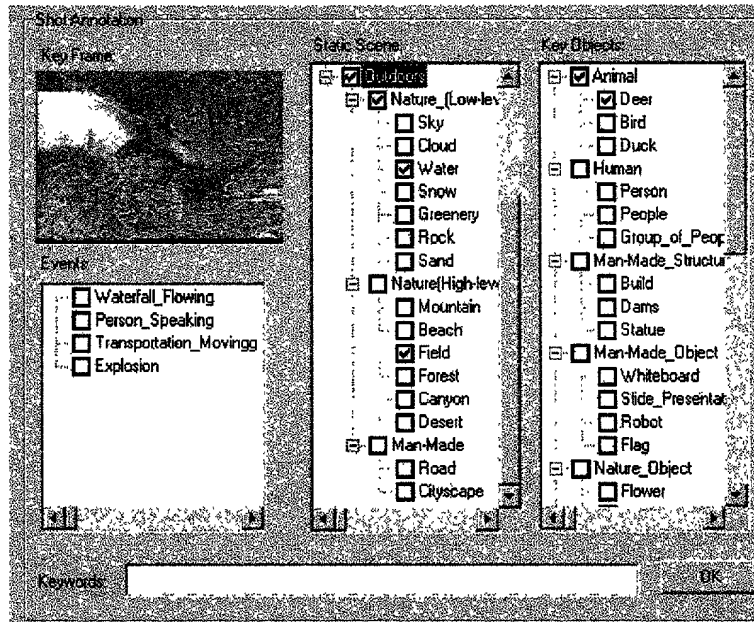 Shot Annotation
Key Frame:
Events:
Waterfall_Flowing
Person_Speaking
Transportation_Movingg
Explosion
Static Scene:
Outdoors
Nature_(Low-lev
Sky
Cloud
Water
Snow
Greenery
Rock
Sand
Nature(High-leve
Mountain
Beach
Field
Forest
Canyon
Desert
Man-Made
Road
Cityscape
Key Objects:
Animal
Deer
Bird
Duck
Human
Person
People
Group_of_Peop
Man-Made_Structu
Build
Dams
Statue
Man-Made_Object
Whiteboard
Slide_Presentat
Robot
Flag
Nature_Object
Flower
Keywords:
OK